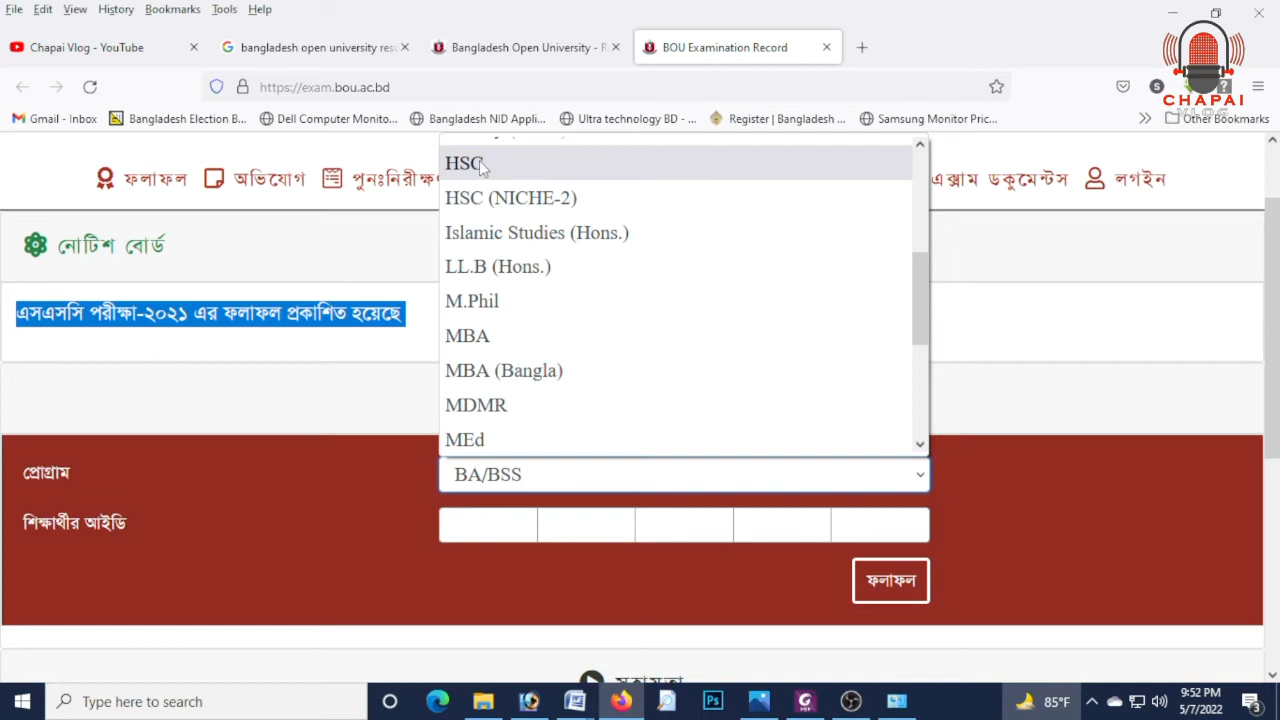 File Edit View History Bookmarks Tools Help
Chapai Vlog - YouTube
bangladesh open university res
Bangladesh Open University - R
BOU Examination Record
https://exam.bou.ac.bd
CHAPAI
VLOG
Gmail - Inbox
Bangladesh Election B...
Dell Computer Monito...
Bangladesh NID Appli...
Ultra technology BD - ...
Register | Bangladesh ...
Samsung Monitor Pric...
Other Bookmarks
ফলাফল
অভিযোগ
এক্সাম ডকুমেন্টস
লগইন
HSC
HSC (NICHE-2)
নোটিশ বোর্ড
Islamic Studies (Hons.)
LL.B (Hons.)
M.Phil
এসএসসি পরীক্ষা-২০২১ এর ফলাফল প্রকাশিত হয়েছে
MBA
MBA (Bangla)
MDMR
MEd
প্রোগ্রাম
BA/BSS
শিক্ষার্থীর আইডি
ফলাফল
Type here to search
85°F
9:52 PM
5/7/2022
3